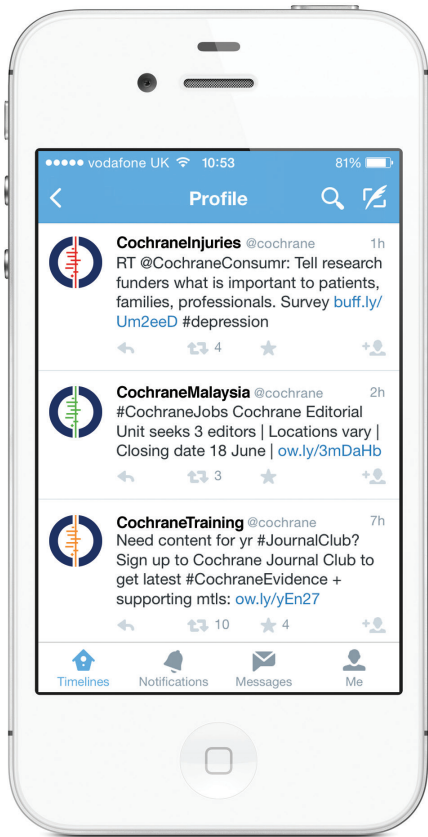 vodafone UK 10:53 81%
Profile
CochraneInjuries @cochrane 1h
RT @CochraneConsumr: Tell research
funders what is important to patients,
families, professionals. Survey buff.ly/
Um2eeD #depression
4
CochraneMalaysia @cochrane 2h
#CochraneJobs Cochrane Editorial
Unit seeks 3 editors | Locations vary |
Closing date 18 June | ow.ly/3mDaHb
3
CochraneTraining @cochrane 7h
Need content for yr #JournalClub?
Sign up to Cochrane Journal Club to
get latest #CochraneEvidence +
supporting mtls: ow.ly/yEn27
10 4
Timelines Notifications Messages Me